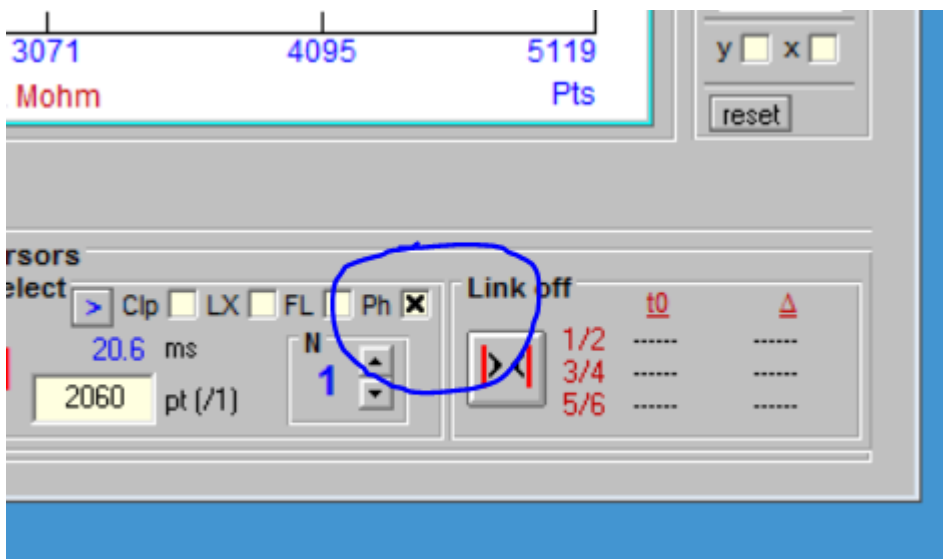 3071 4095 5119
Mohm Pts
y x
reset
rsors
elect > Clp LX FL Ph Link off t0 Δ
20.6 ms N 1/2 ------ ------
2060 pt (/1) 1 >< 3/4 ------ ------
5/6 ------ ------